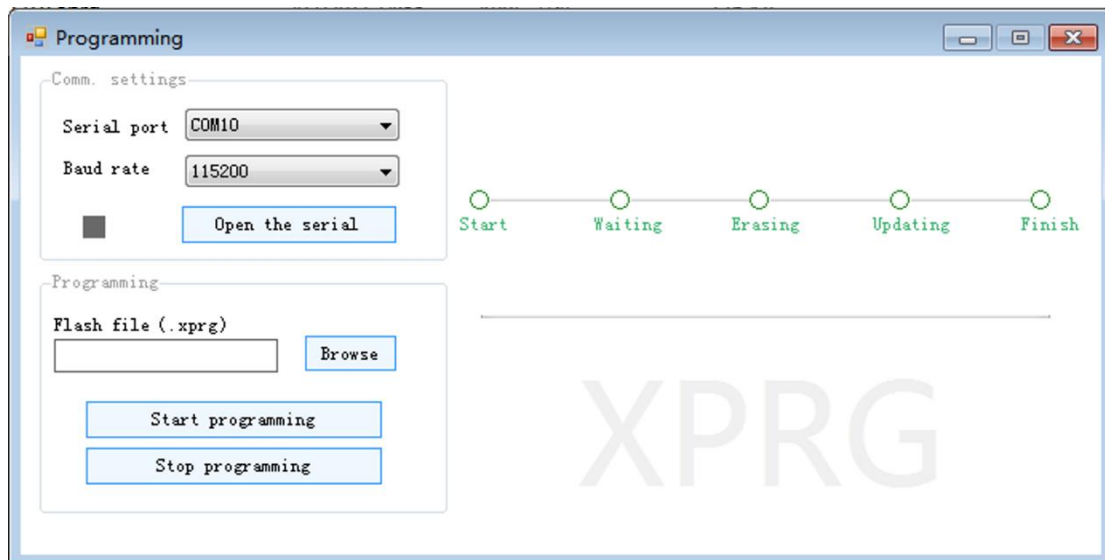 Programming
Comm. settings
Serial port COM10
Baud rate 115200
Open the serial
Start Waiting Erasing Updating Finish
Programming
Flash file (.xprg)
Browse
Start programming
Stop programming
XPRG